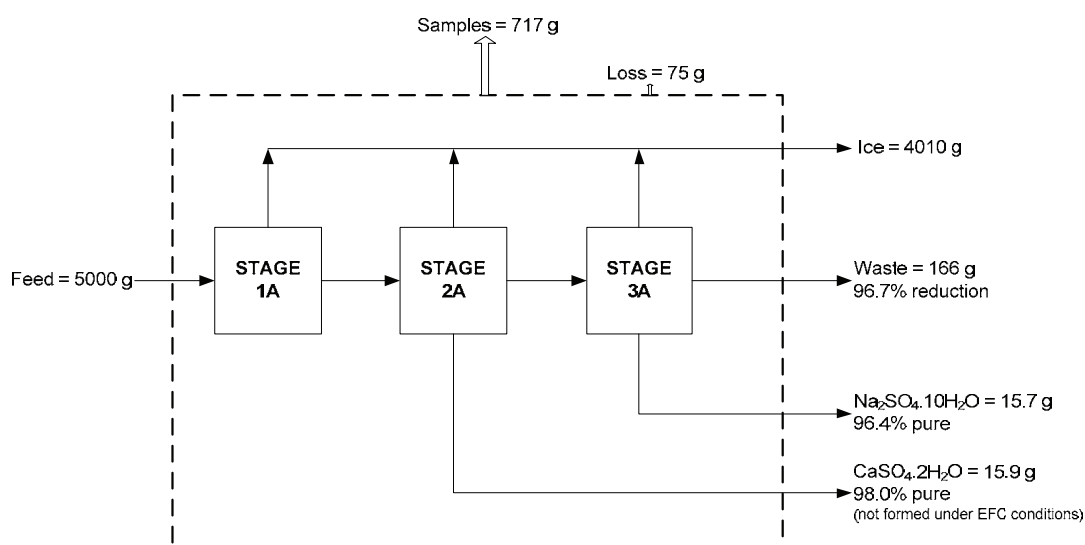 Samples = 717 g
Loss = 75 g
Ice = 4010 g
STAGE
1A
STAGE
2A
STAGE
3A
Feed = 5000 g
Waste = 166 g
96.7% reduction
Na₂SO₄.10H₂O = 15.7 g
96.4% pure
CaSO₄.2H₂O = 15.9 g
98.0% pure
(not formed under EFC conditions)